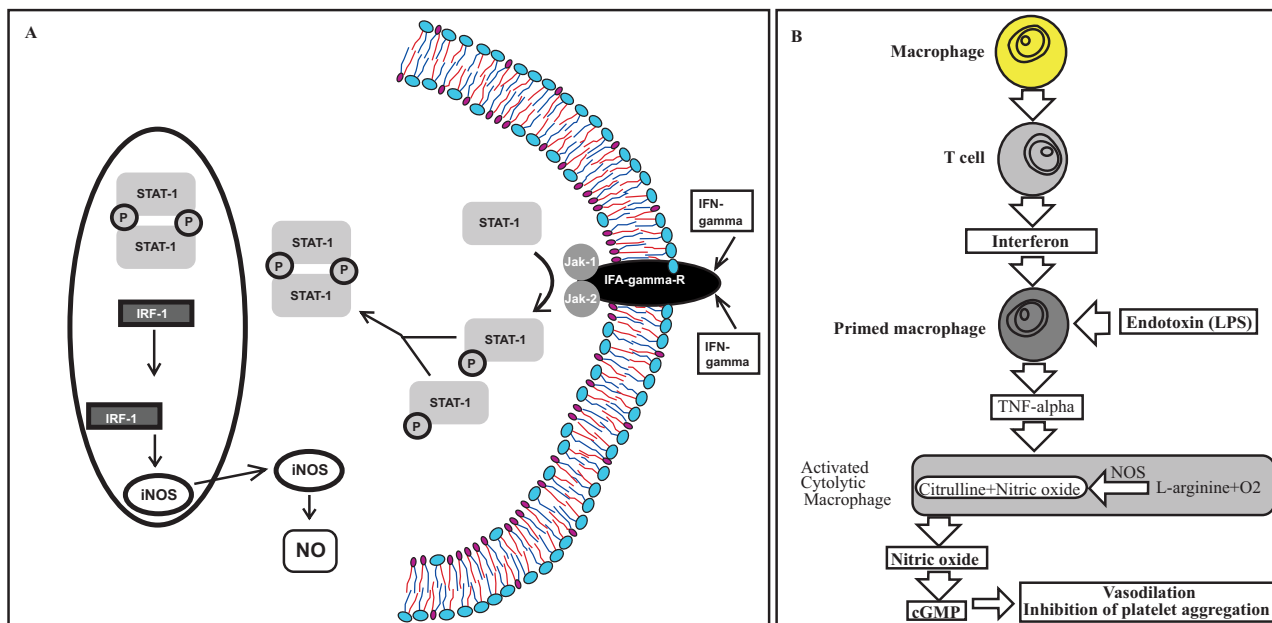 A
STAT-1
P
P
STAT-1
IRF-1
IRF-1
iNOS
iNOS
NO
STAT-1
P
P
STAT-1
STAT-1
STAT-1
P
STAT-1
P
Jak-1
Jak-2
IFA-gamma-R
IFN-
gamma
IFN-
gamma
B
Macrophage
T cell
Interferon
Primed macrophage
Endotoxin (LPS)
TNF-alpha
Activated
Cytolytic
Macrophage
Citrulline+Nitric oxide
NOS
L-arginine+O2
Nitric oxide
cGMP
Vasodilation
Inhibition of platelet aggregation